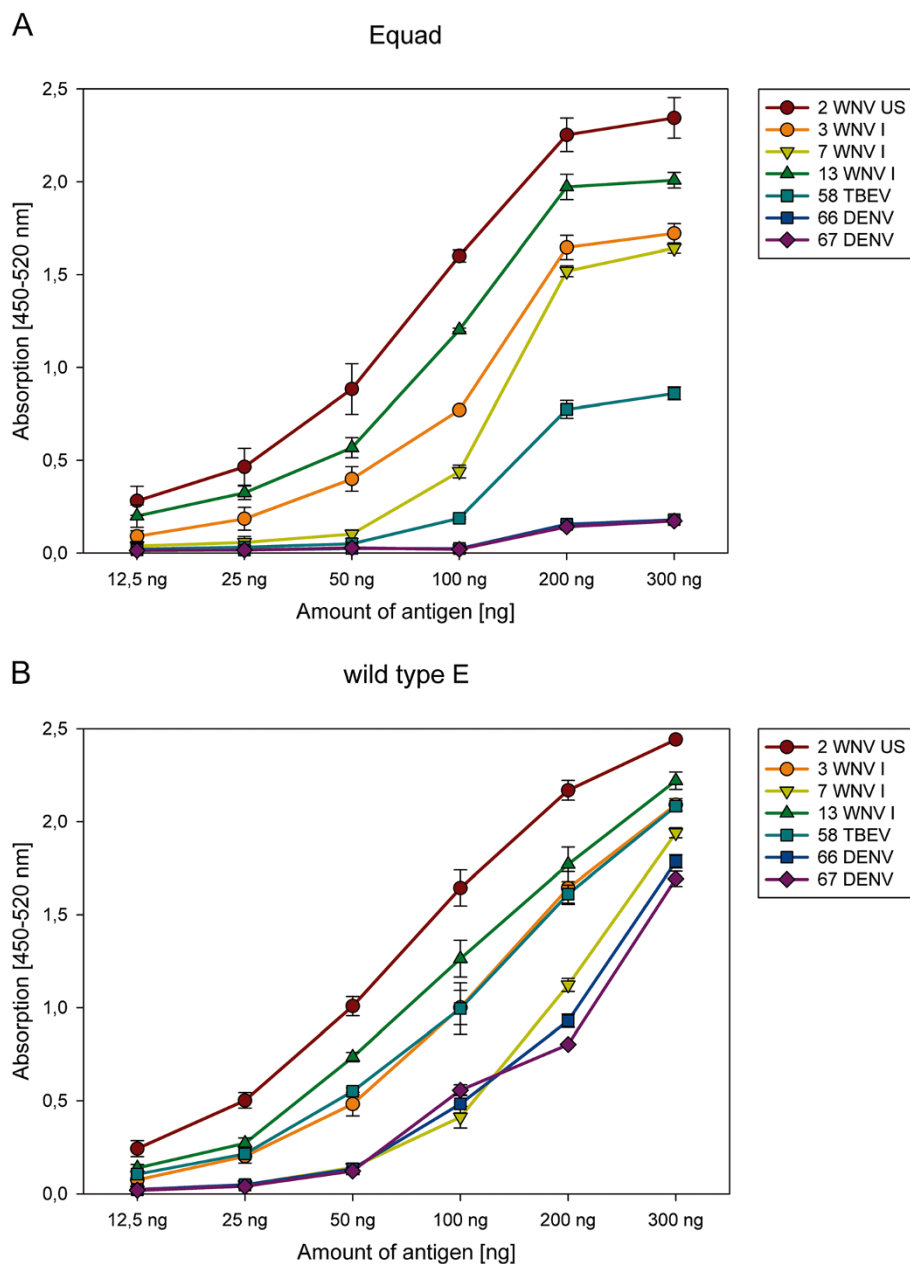 A
Equad
2,5
2,0
1,5
1,0
0,5
0,0
Absorption [450-520 nm]
12,5 ng 25 ng 50 ng 100 ng 200 ng 300 ng
Amount of antigen [ng]
2 WNV US
3 WNV I
7 WNV I
13 WNV I
58 TBEV
66 DENV
67 DENV
B
wild type E
2,5
2,0
1,5
1,0
0,5
0,0
Absorption [450-520 nm]
12,5 ng 25 ng 50 ng 100 ng 200 ng 300 ng
Amount of antigen [ng]
2 WNV US
3 WNV I
7 WNV I
13 WNV I
58 TBEV
66 DENV
67 DENV